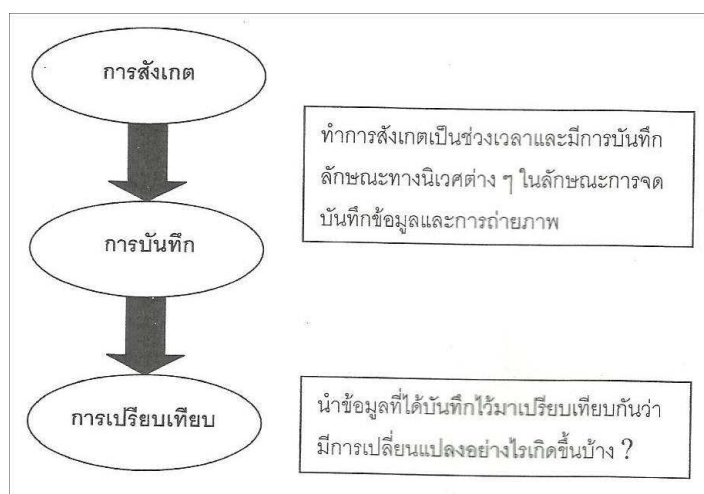 การสังเกต
ทำการสังเกตเป็นช่วงเวลาและมีการบันทึก
ลักษณะทางนิเวศต่าง ๆ ในลักษณะการจด
บันทึกข้อมูลและการถ่ายภาพ
การบันทึก
นำข้อมูลที่ได้บันทึกไว้มาเปรียบเทียบกันว่า
มีการเปลี่ยนแปลงอย่างไรเกิดขึ้นบ้าง ?
การเปรียบเทียบ